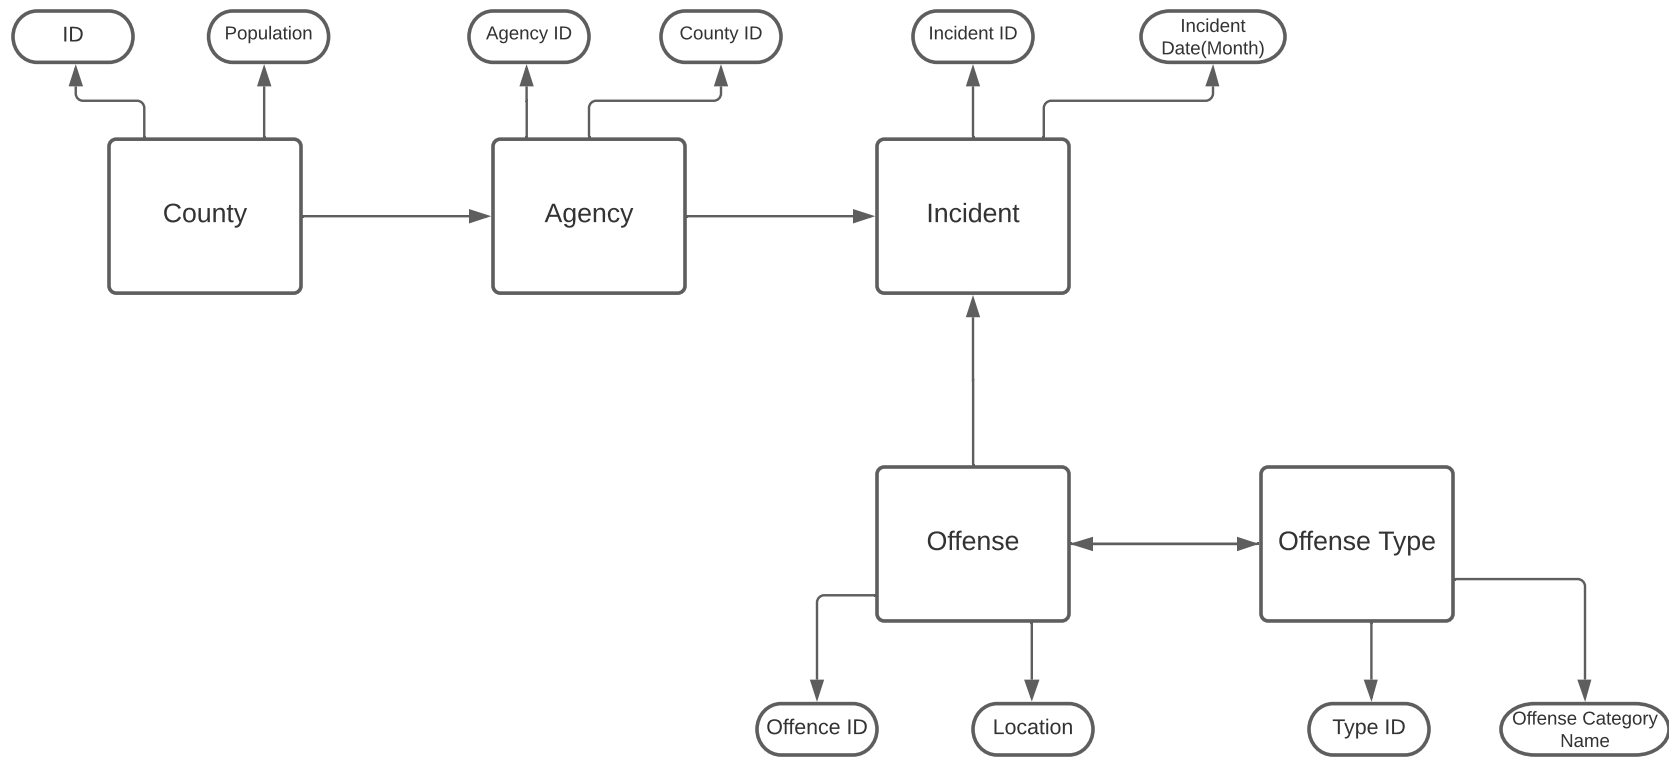 ID
Population
Agency ID
County ID
Incident ID
Incident
Date(Month)
County
Agency
Incident
Offense
Offense Type
Offence ID
Location
Type ID
Offense Category
Name